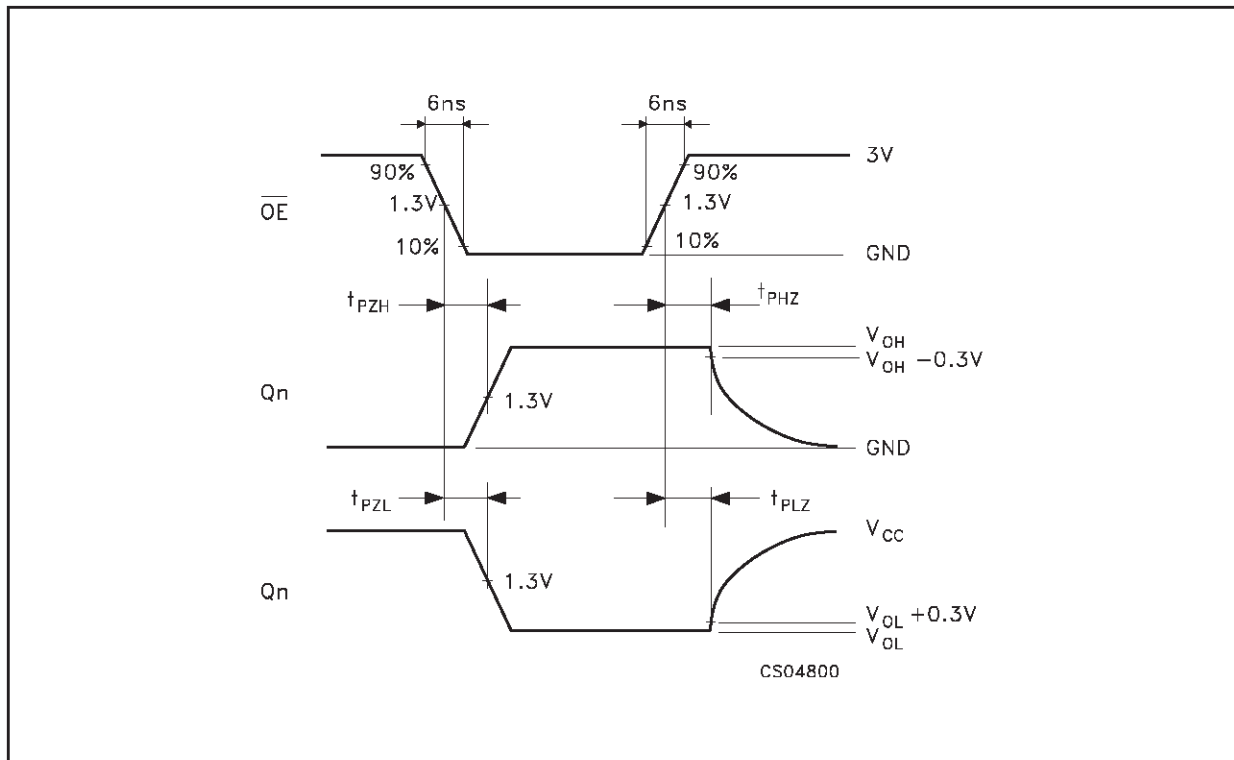 6ns 6ns
3V
90% 90%
OE 1.3V 1.3V
10% 10%
GND
tPZH tPHZ
VOH
VOH −0.3V
Qn 1.3V
GND
tPZL tPLZ
VCC
Qn 1.3V
VOL +0.3V
VOL
CS04800